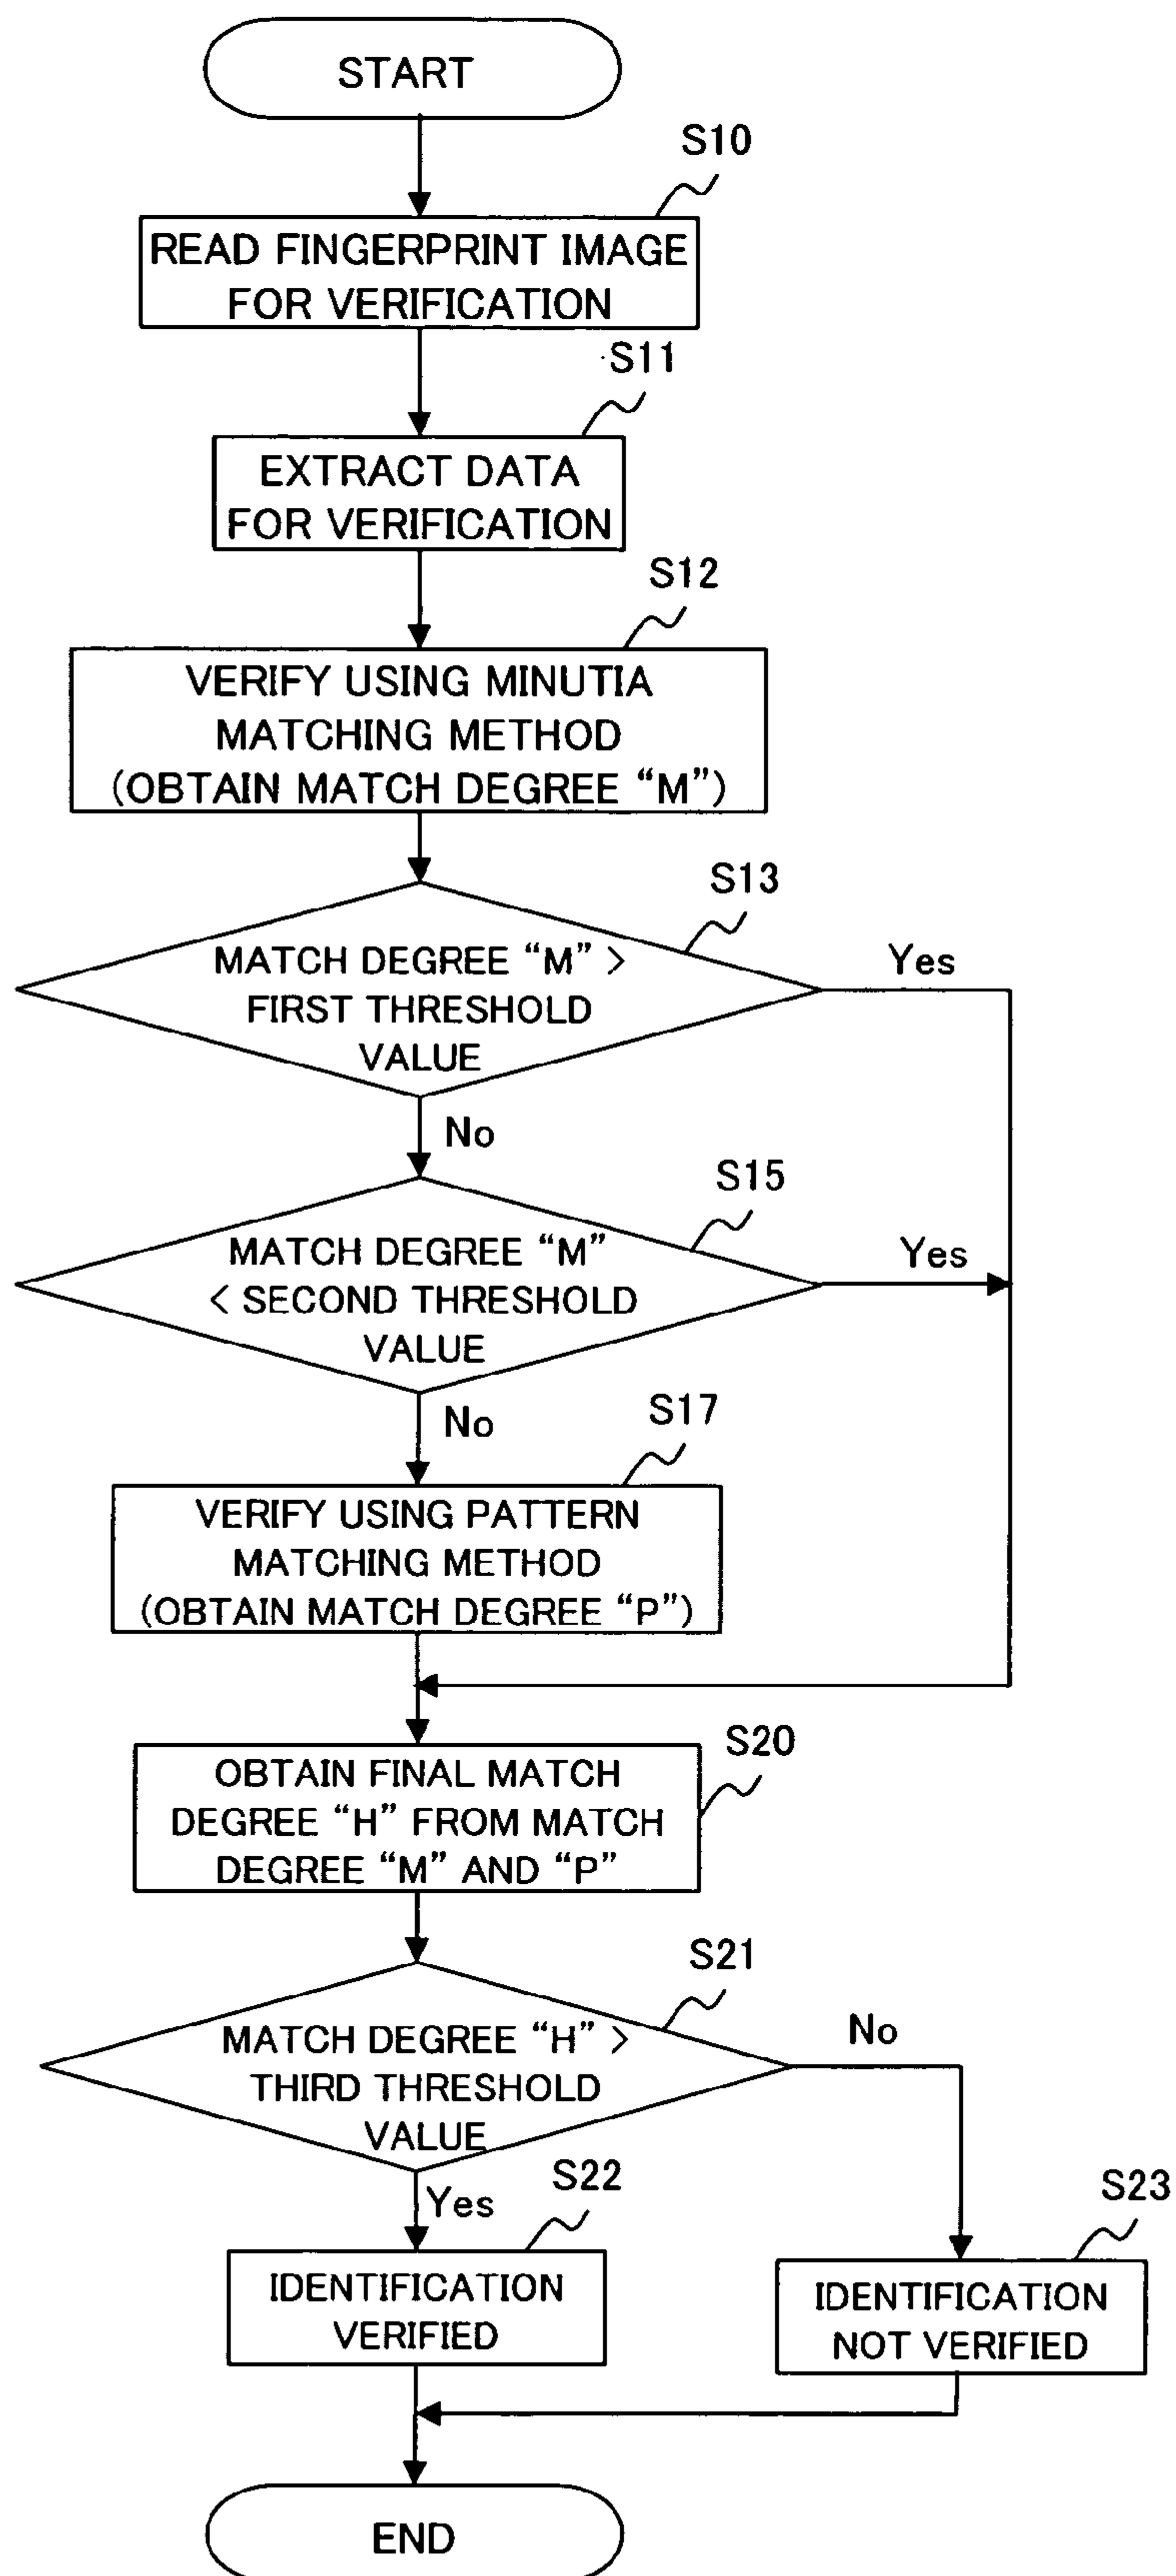 START
S10
READ FINGERPRINT IMAGE
FOR VERIFICATION
S11
EXTRACT DATA
FOR VERIFICATION
S12
VERIFY USING MINUTIA
MATCHING METHOD
(OBTAIN MATCH DEGREE “M”)
S13
MATCH DEGREE “M” >
FIRST THRESHOLD
VALUE
Yes
No
S15
MATCH DEGREE “M”
< SECOND THRESHOLD
VALUE
Yes
No
S17
VERIFY USING PATTERN
MATCHING METHOD
(OBTAIN MATCH DEGREE “P”)
S20
OBTAIN FINAL MATCH
DEGREE “H” FROM MATCH
DEGREE “M” AND “P”
S21
MATCH DEGREE “H” >
THIRD THRESHOLD
VALUE
No
Yes
S22
IDENTIFICATION
VERIFIED
S23
IDENTIFICATION
NOT VERIFIED
END